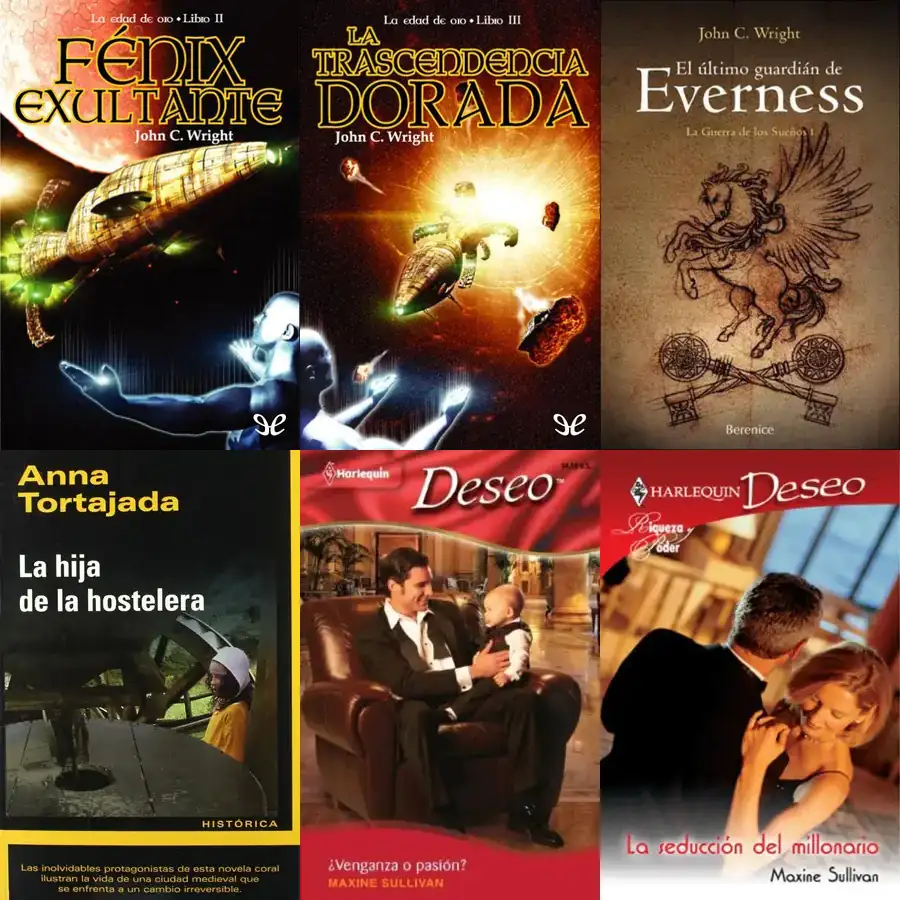 La edad de oro • Libro II
FÉNIX
EXULTANTE
John C. Wright
La edad de oro • Libro III
LA
TRASCENDENCIA
DORADA
John C. Wright
John C. Wright
El último guardián de
Everness
La Guerra de los Sueños I
Berenice
Anna
Tortajada
La hija
de la hostelera
HISTÓRICA
Las inolvidables protagonistas de esta novela coral
ilustran la vida de una ciudad medieval que
se enfrenta a un cambio irreversible.
Harlequin
Deseo™
¿Venganza o pasión?
MAXINE SULLIVAN
HARLEQUIN Deseo
Riqueza y
Poder
La seducción del millonario
Maxine Sullivan